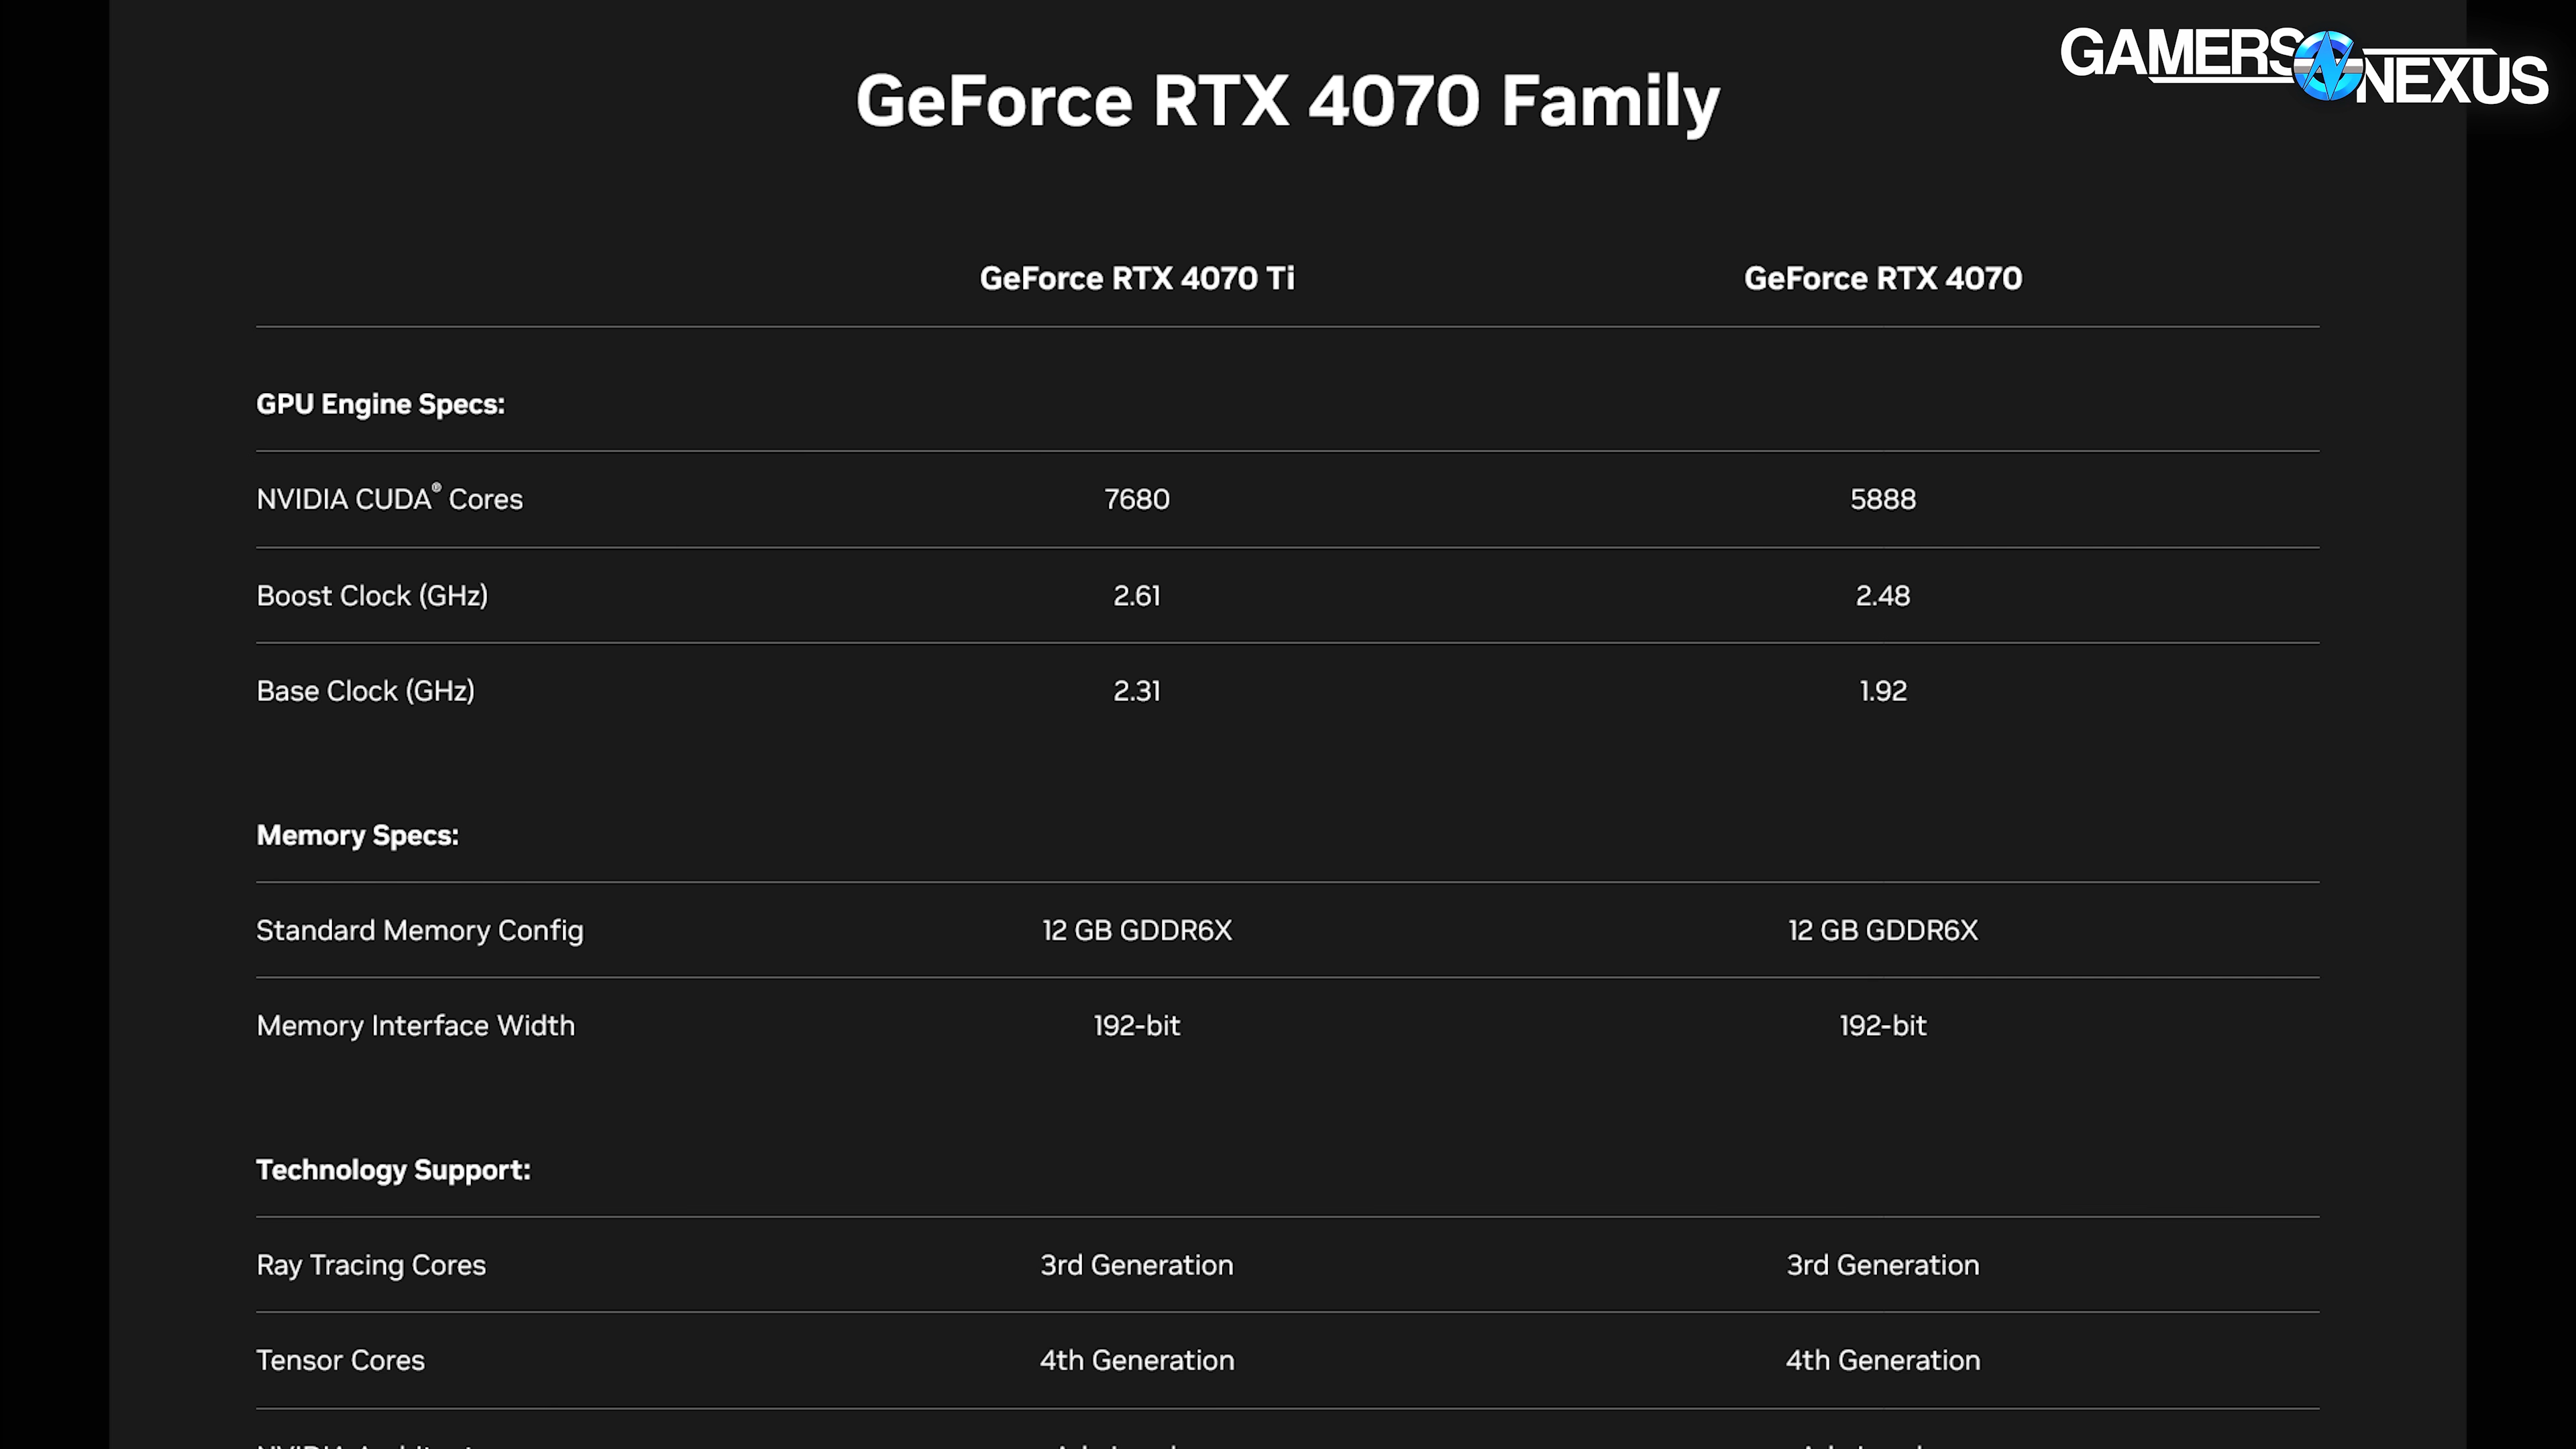 GAMERS NEXUS
GeForce RTX 4070 Family
GeForce RTX 4070 Ti GeForce RTX 4070
GPU Engine Specs:
NVIDIA CUDA® Cores 7680 5888
Boost Clock (GHz) 2.61 2.48
Base Clock (GHz) 2.31 1.92
Memory Specs:
Standard Memory Config 12 GB GDDR6X 12 GB GDDR6X
Memory Interface Width 192-bit 192-bit
Technology Support:
Ray Tracing Cores 3rd Generation 3rd Generation
Tensor Cores 4th Generation 4th Generation